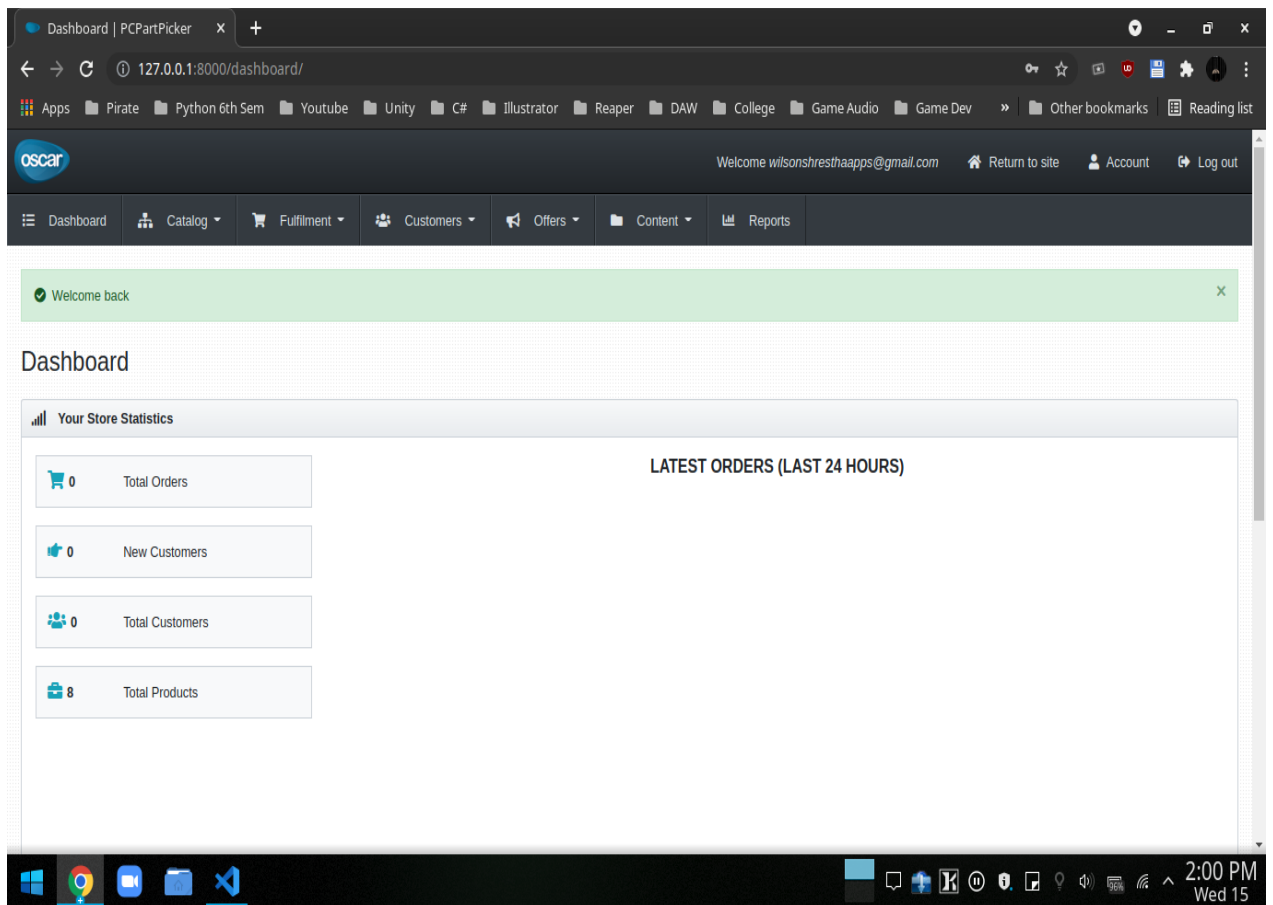 Dashboard | PCPartPicker
127.0.0.1:8000/dashboard/
Apps Pirate Python 6th Sem Youtube Unity C# Illustrator Reaper DAW College Game Audio Game Dev » Other bookmarks Reading list
oscar Welcome wilsonshresthaapps@gmail.com Return to site Account Log out
Dashboard Catalog Fulfilment Customers Offers Content Reports
Welcome back
Dashboard
Your Store Statistics
LATEST ORDERS (LAST 24 HOURS)
0 Total Orders
0 New Customers
0 Total Customers
8 Total Products
96%
2:00 PM
Wed 15